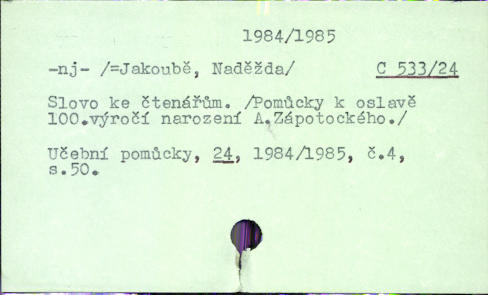 1984/1985
-nj- /=Jakoubě, Naděžda/ C 533/24
Slovo ke čtenářům. /Pomůcky k oslavě
100.výročí narození A.Zápotockého./
Učební pomůcky, 24, 1984/1985, č.4,
s.50.